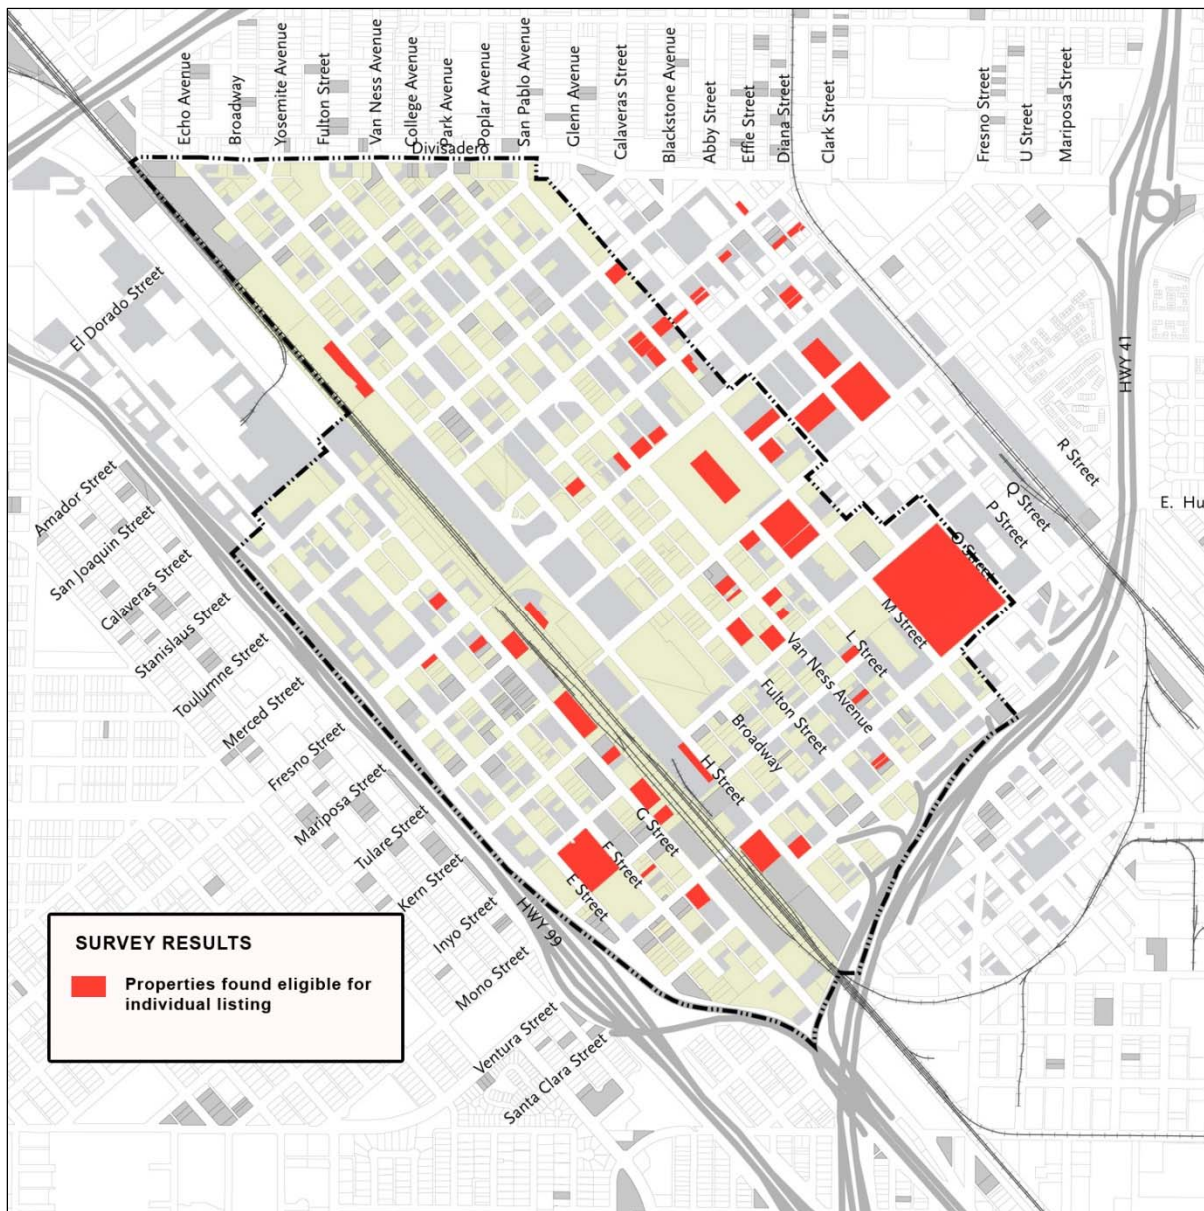 Echo Avenue
Broadway
Yosemite Avenue
Fulton Street
Van Ness Avenue
College Avenue
Park Avenue
Poplar Avenue
San Pablo Avenue
Glenn Avenue
Calaveras Street
Blackstone Avenue
Abby Street
Effie Street
Diana Street
Clark Street
Fresno Street
U Street
Mariposa Street
Divisadero
El Dorado Street
HWY 41
R Street
Q Street
P Street
O Street
E. Hu
M Street
L Street
Van Ness Avenue
Fulton Street
Broadway
H Street
G Street
F Street
E Street
HWY 99
Amador Street
San Joaquin Street
Calaveras Street
Stanislaus Street
Toulumne Street
Merced Street
Fresno Street
Mariposa Street
Tulare Street
Kern Street
Inyo Street
Mono Street
Ventura Street
Santa Clara Street
SURVEY RESULTS
Properties found eligible for
individual listing